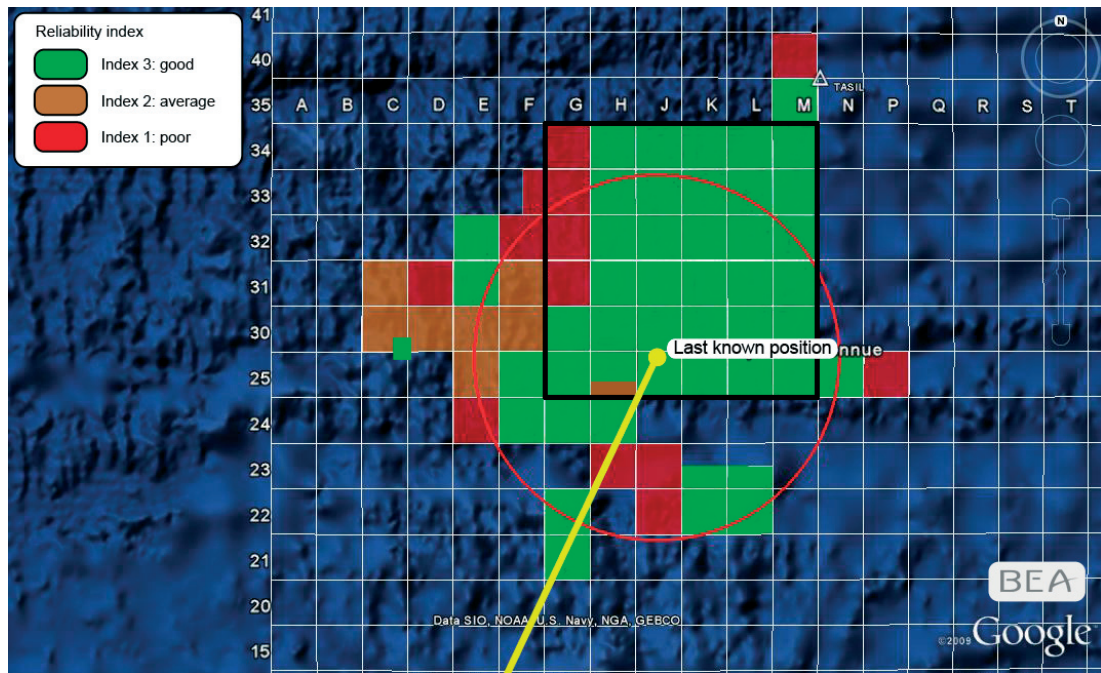 Reliability index
Index 3: good
Index 2: average
Index 1: poor
N
TASIL
A B C D E F G H J K L M N P Q R S T
41
40
35
34
33
32
31
30
25
24
23
22
21
20
15
Last known position nnue
Data SIO, NOAA, U.S. Navy, NGA, GEBCO
BEA
©2009 Google